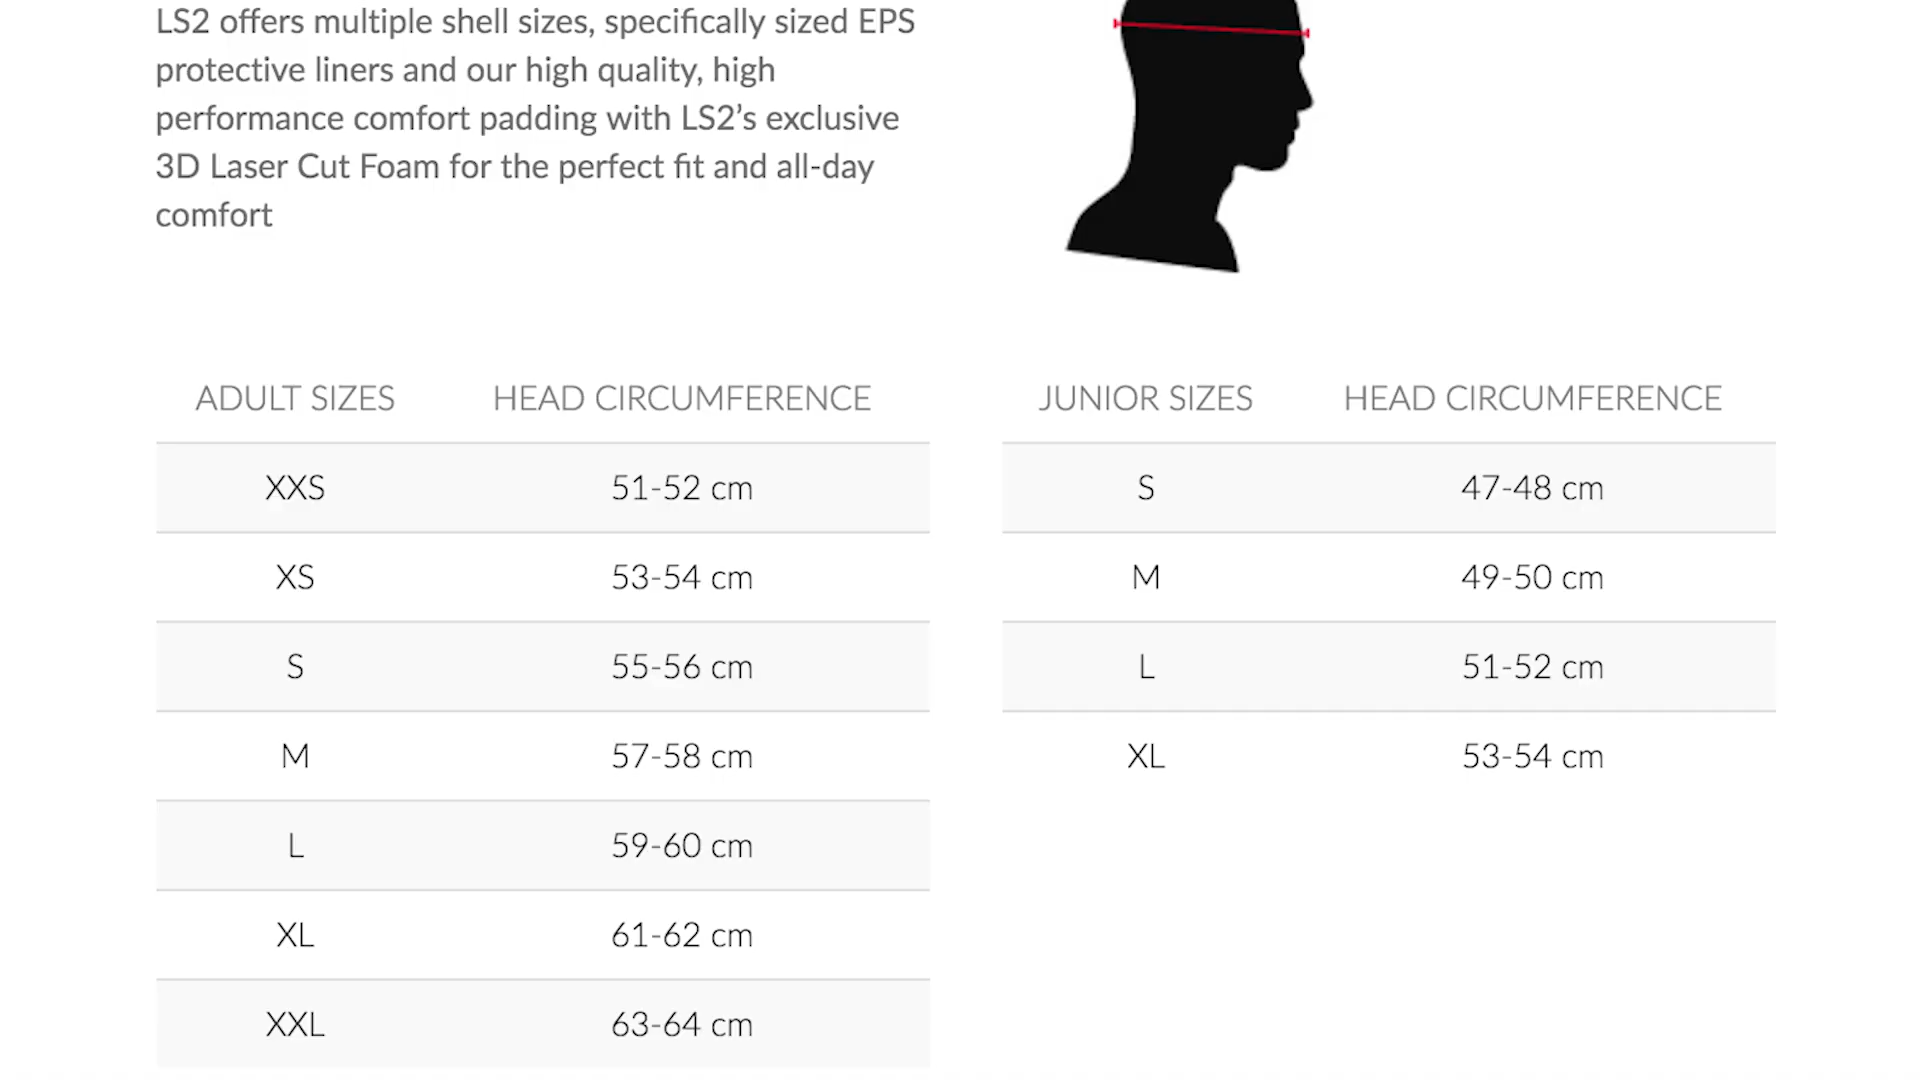 LS2 offers multiple shell sizes, specifically sized EPS
protective liners and our high quality, high
performance comfort padding with LS2’s exclusive
3D Laser Cut Foam for the perfect fit and all-day
comfort
ADULT SIZES HEAD CIRCUMFERENCE
XXS 51-52 cm
XS 53-54 cm
S 55-56 cm
M 57-58 cm
L 59-60 cm
XL 61-62 cm
XXL 63-64 cm
JUNIOR SIZES HEAD CIRCUMFERENCE
S 47-48 cm
M 49-50 cm
L 51-52 cm
XL 53-54 cm